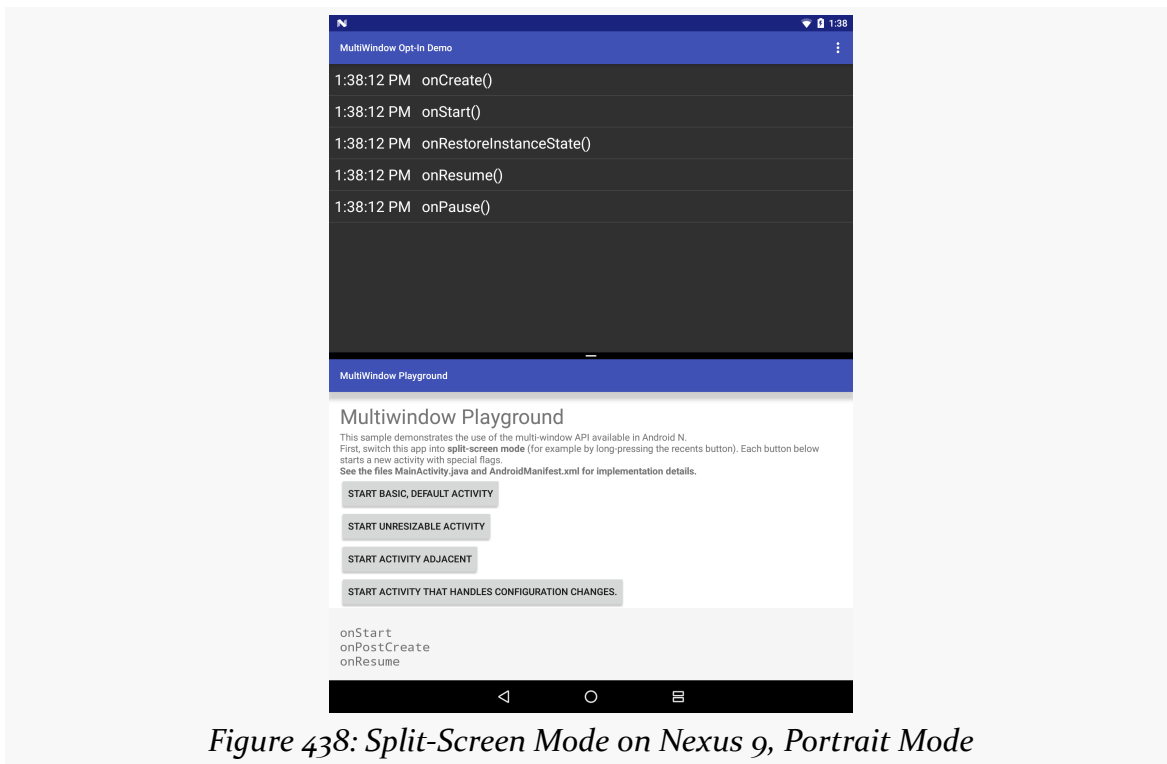 1:38
MultiWindow Opt-In Demo
1:38:12 PM onCreate()
1:38:12 PM onStart()
1:38:12 PM onRestoreInstanceState()
1:38:12 PM onResume()
1:38:12 PM onPause()
MultiWindow Playground
Multiwindow Playground
This sample demonstrates the use of the multi-window API available in Android N.
First, switch this app into split-screen mode (for example by long-pressing the recents button). Each button below
starts a new activity with special flags.
See the files MainActivity.java and AndroidManifest.xml for implementation details.
START BASIC, DEFAULT ACTIVITY
START UNRESIZABLE ACTIVITY
START ACTIVITY ADJACENT
START ACTIVITY THAT HANDLES CONFIGURATION CHANGES.
onStart
onPostCreate
onResume
Figure 438: Split-Screen Mode on Nexus 9, Portrait Mode